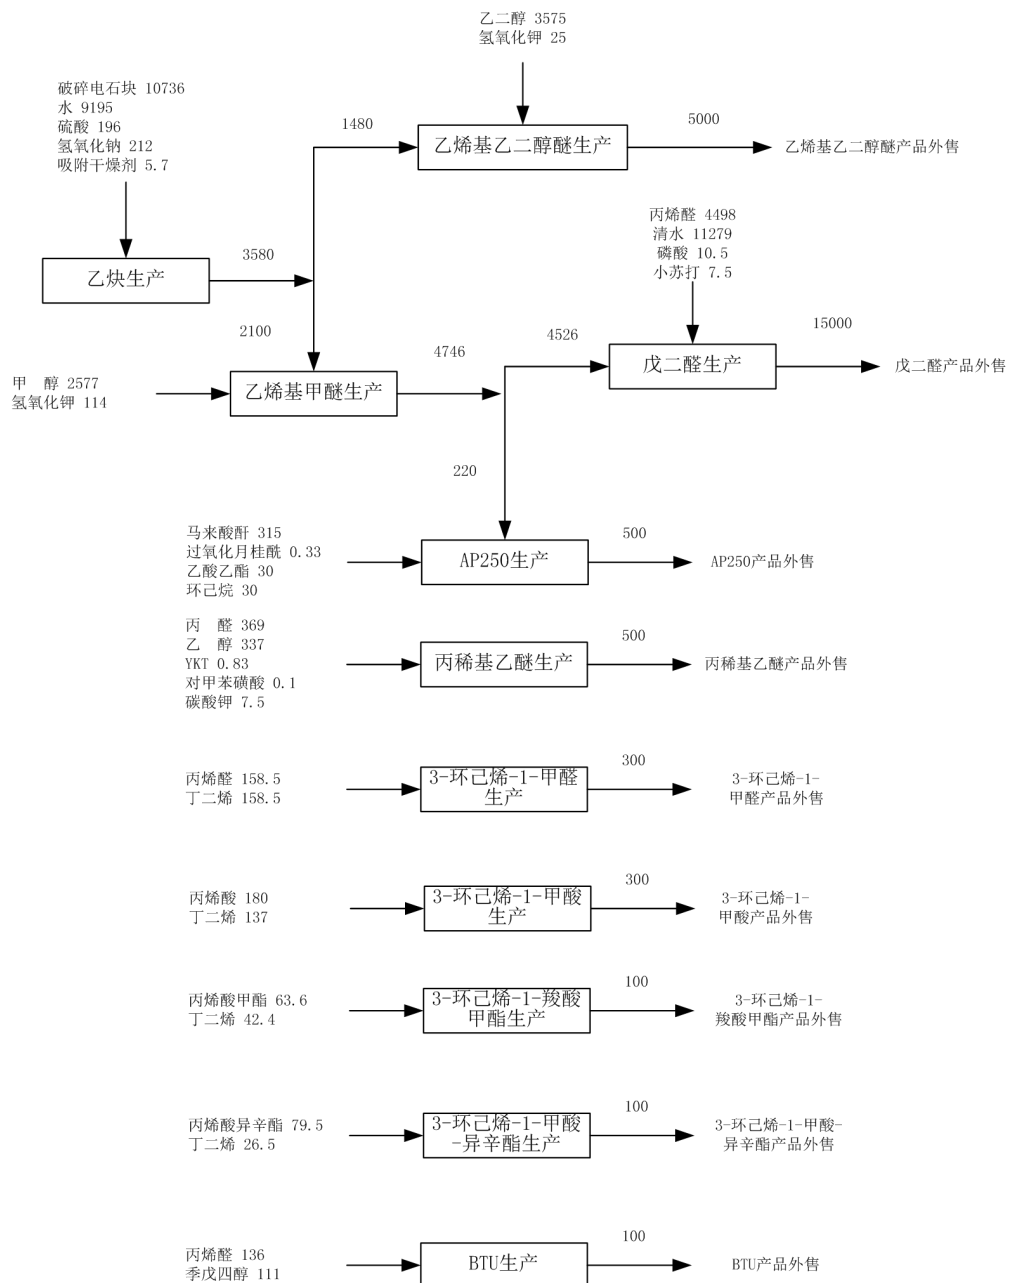 乙二醇 3575
氢氧化钾 25
破碎电石块 10736
水 9195
硫酸 196
氢氧化钠 212
吸附干燥剂 5.7
1480
乙烯基乙二醇醚生产
5000
乙烯基乙二醇醚产品外售
丙烯醛 4498
清水 11279
磷酸 10.5
小苏打 7.5
乙炔生产
3580
2100
4746
4526
戊二醛生产
15000
戊二醛产品外售
甲 醇 2577
氢氧化钾 114
乙烯基甲醚生产
220
马来酸酐 315
过氧化月桂酰 0.33
乙酸乙酯 30
环己烷 30
AP250生产
500
AP250产品外售
丙 醛 369
乙 醇 337
YKT 0.83
对甲苯磺酸 0.1
碳酸钾 7.5
丙稀基乙醚生产
500
丙稀基乙醚产品外售
丙烯醛 158.5
丁二烯 158.5
3-环己烯-1-甲醛
生产
300
3-环己烯-1-
甲醛产品外售
丙烯酸 180
丁二烯 137
3-环己烯-1-甲酸
生产
300
3-环己烯-1-
甲酸产品外售
丙烯酸甲酯 63.6
丁二烯 42.4
3-环己烯-1-羧酸
甲酯生产
100
3-环己烯-1-
羧酸甲酯产品外售
丙烯酸异辛酯 79.5
丁二烯 26.5
3-环己烯-1-甲酸
-异辛酯生产
100
3-环己烯-1-甲酸-
异辛酯产品外售
丙烯醛 136
季戊四醇 111
BTU生产
100
BTU产品外售